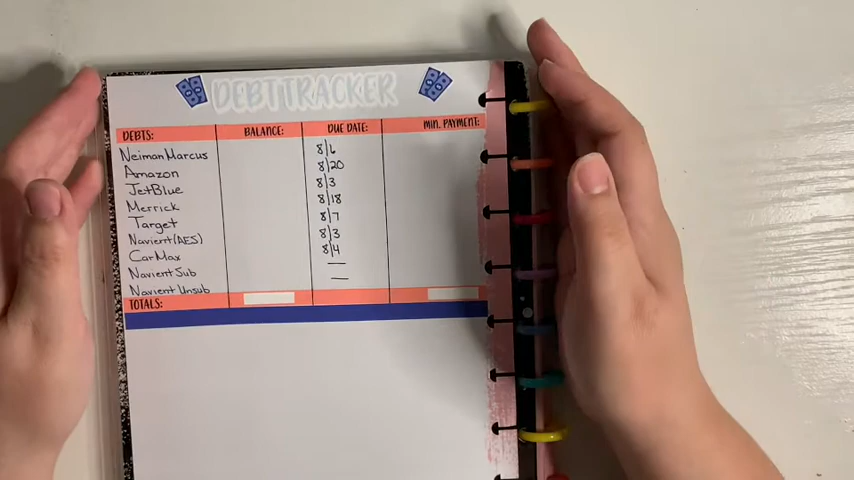 DEBT TRACKER
DEBTS: BALANCE: DUE DATE: MIN. PAYMENT:
Neiman Marcus 8/6
Amazon 8/20
JetBlue 8/3
Merrick 8/18
Target 8/7
Navient (AES) 8/3
CarMax 8/4
Navient Sub —
Navient Unsub —
TOTALS: